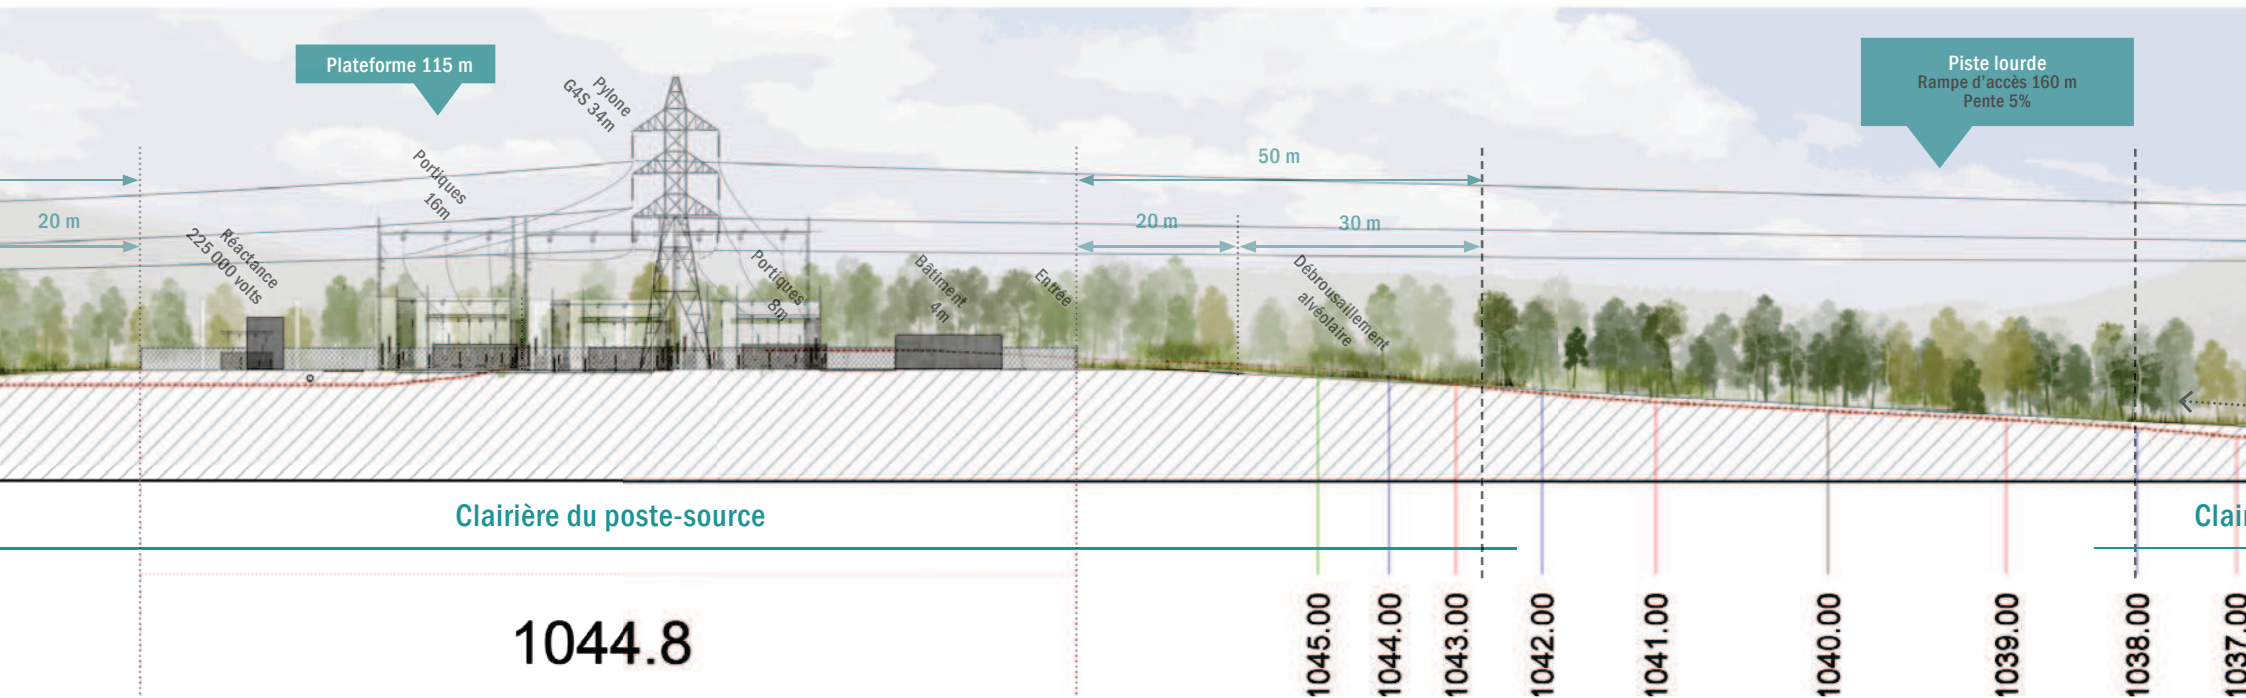 Plateforme 115 m
Piste lourde
Rampe d'accès 160 m
Pente 5%
Pylone
G4S 34m
Portiques
16m
50 m
20 m
20 m
30 m
Réactance
225 000 volts
Portiques
8m
Bâtiment
4m
Entrée
Débrousaillement
alvéolaire
Clairière du poste-source
Clair
1044.8
1045.00
1044.00
1043.00
1042.00
1041.00
1040.00
1039.00
1038.00
1037.00